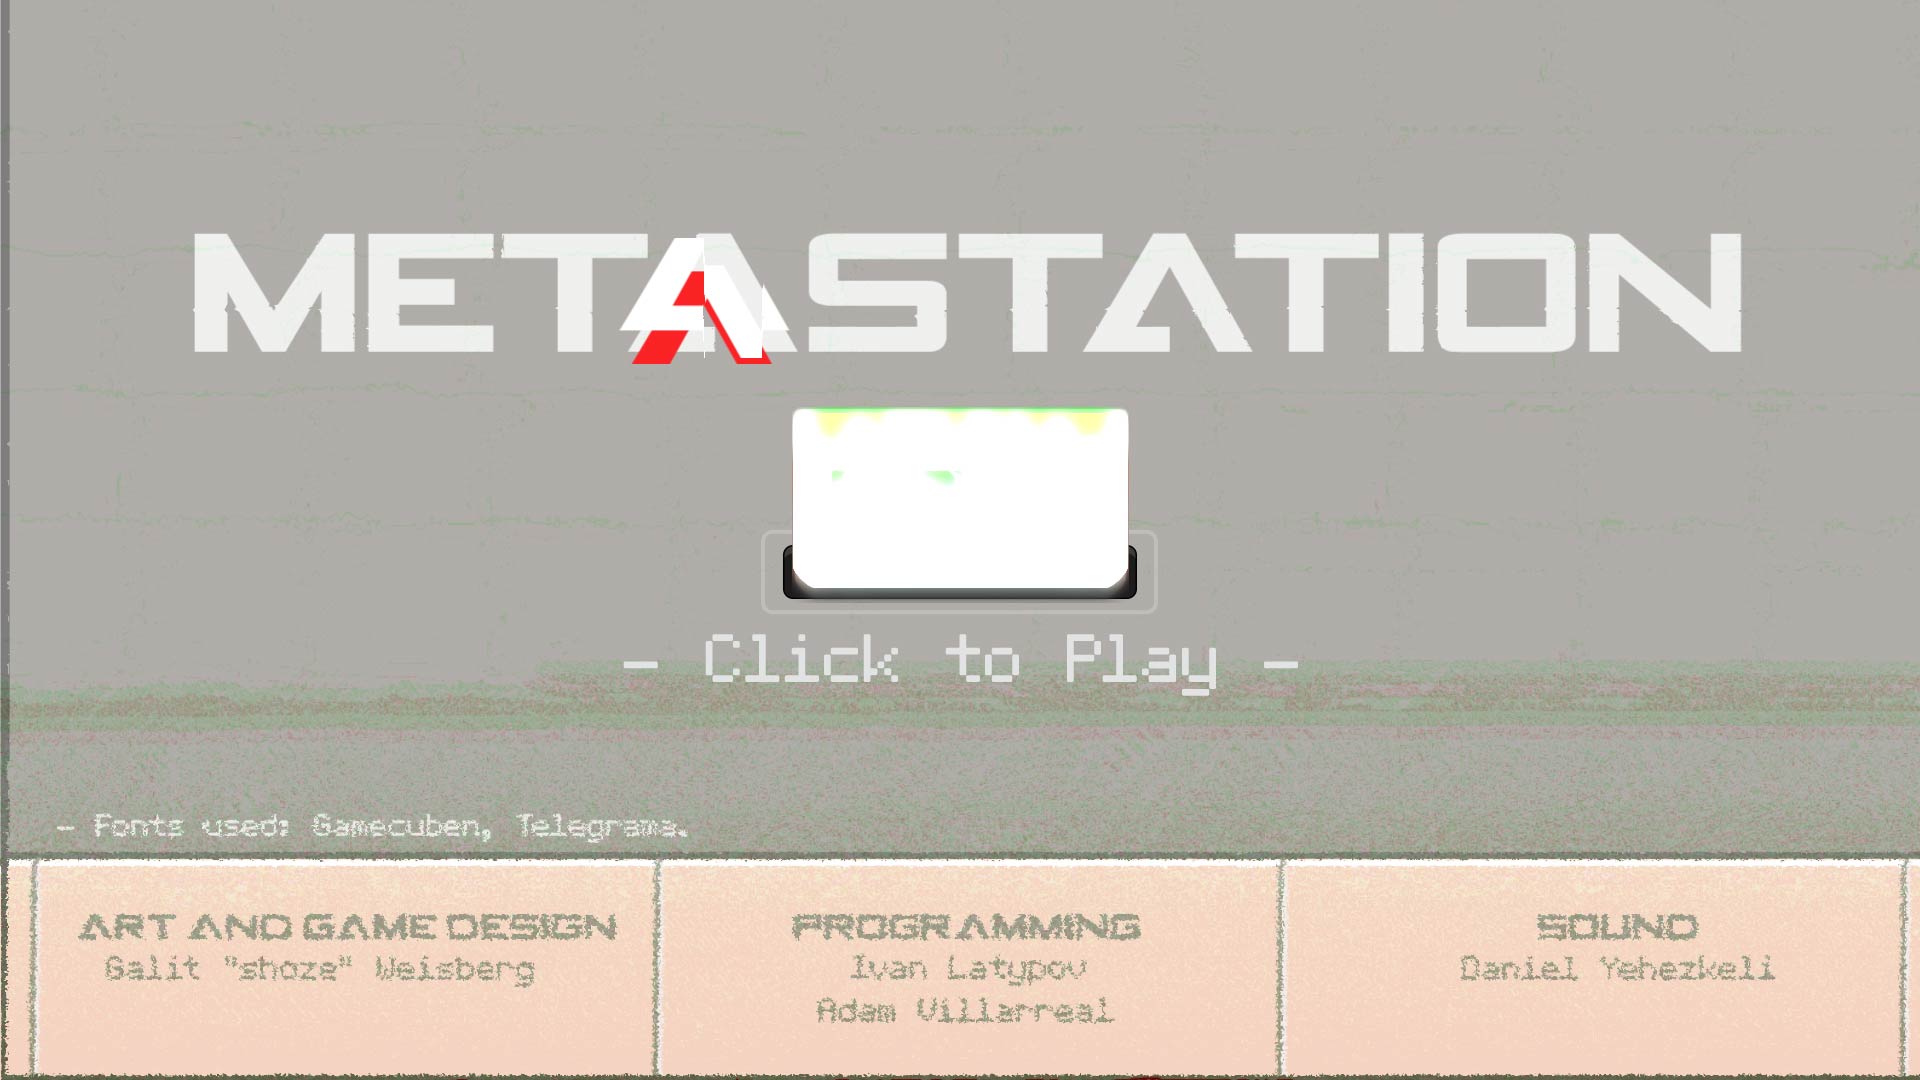 METASTATION
- Click to Play -
- Fonts used: Gamecuben, Telegrama.
ART AND GAME DESIGN
Galit "shoze" Weisberg
PROGRAMMING
Ivan Latypov
Adam Villarreal
SOUND
Daniel Yehezkeli